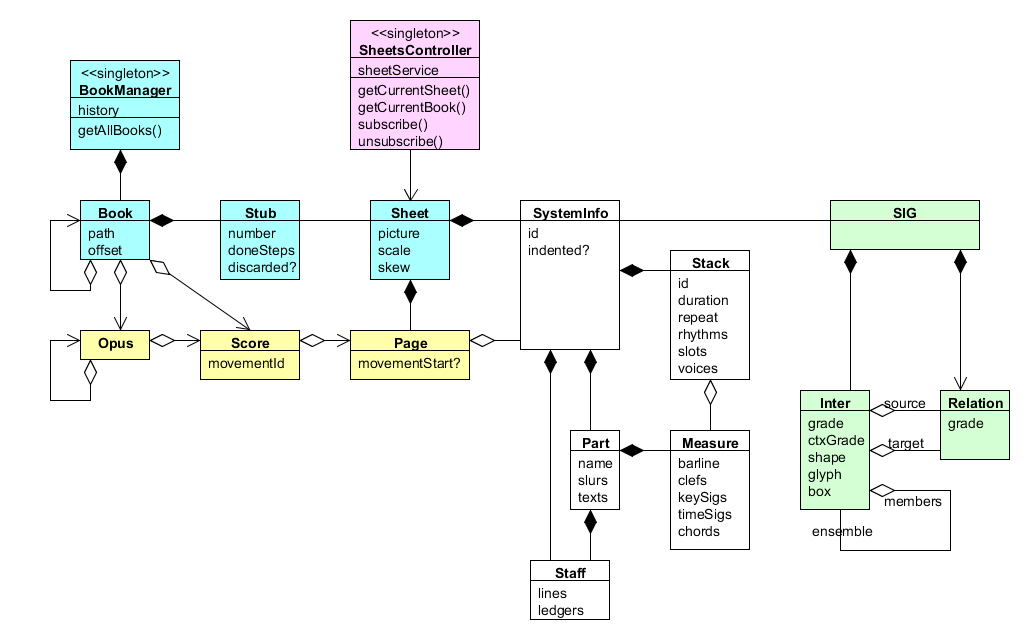 <<singleton>>
SheetsController
sheetService
getCurrentSheet()
getCurrentBook()
subscribe()
unsubscribe()
<<singleton>>
BookManager
history
getAllBooks()
Book
path
offset
Stub
number
doneSteps
discarded?
Sheet
picture
scale
skew
SystemInfo
id
indented?
SIG
Stack
id
duration
repeat
rhythms
slots
voices
Opus
Score
movementId
Page
movementStart?
Inter
grade
ctxGrade
shape
glyph
box
source
target
members
ensemble
Relation
grade
Part
name
slurs
texts
Measure
barline
clefs
keySigs
timeSigs
chords
Staff
lines
ledgers